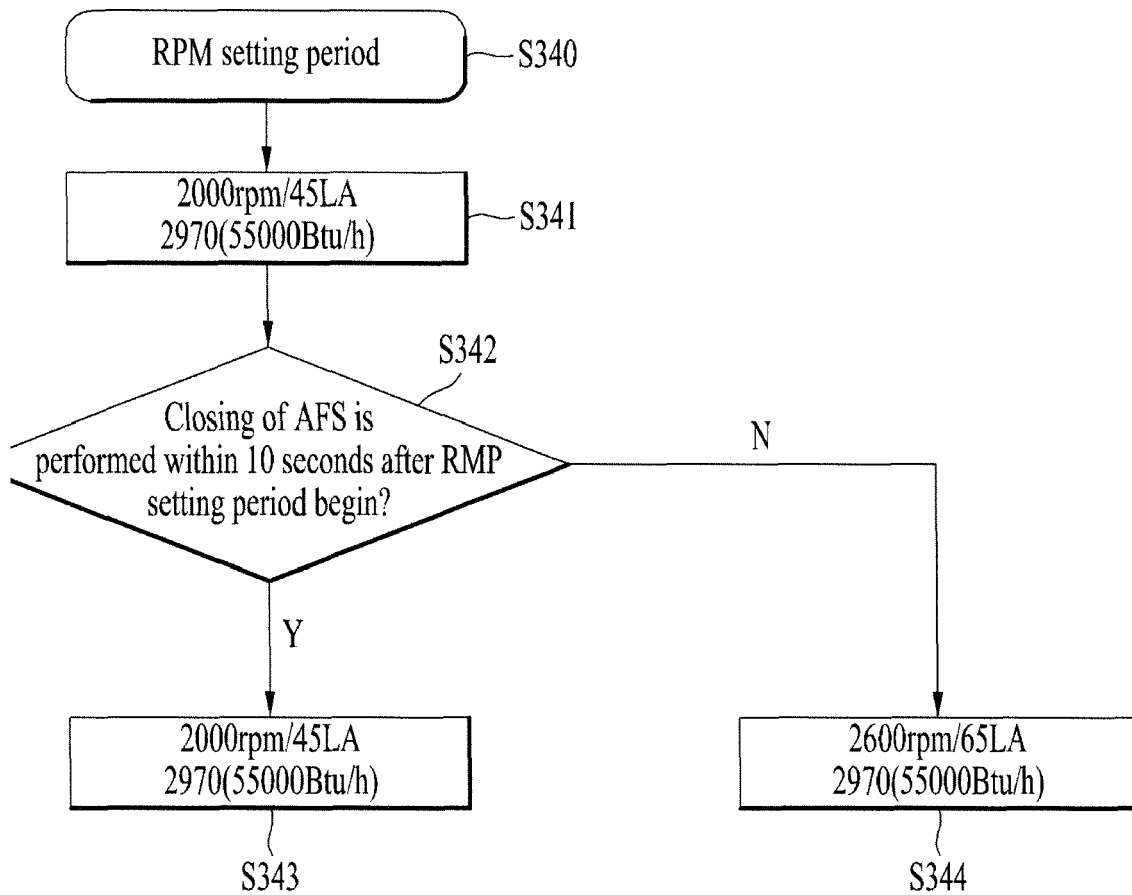 RPM setting period
S340
2000rpm/45LA
2970(55000Btu/h)
S341
S342
Closing of AFS is
performed within 10 seconds after RMP
setting period begin?
N
Y
2000rpm/45LA
2970(55000Btu/h)
S343
2600rpm/65LA
2970(55000Btu/h)
S344